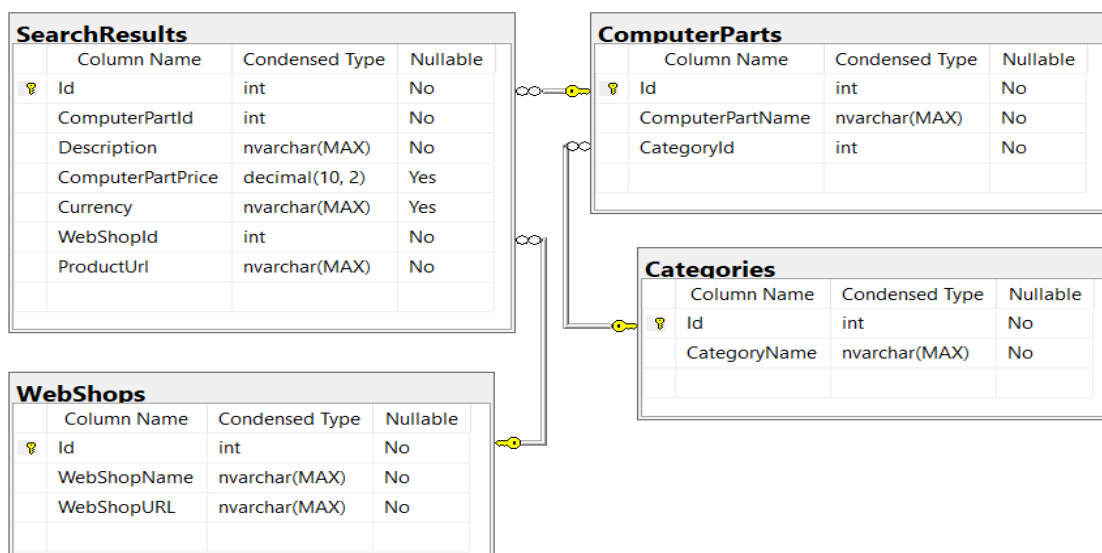 SearchResults
Column Name Condensed Type Nullable
Id int No
ComputerPartId int No
Description nvarchar(MAX) No
ComputerPartPrice decimal(10, 2) Yes
Currency nvarchar(MAX) Yes
WebShopId int No
ProductUrl nvarchar(MAX) No
ComputerParts
Column Name Condensed Type Nullable
Id int No
ComputerPartName nvarchar(MAX) No
CategoryId int No
Categories
Column Name Condensed Type Nullable
Id int No
CategoryName nvarchar(MAX) No
WebShops
Column Name Condensed Type Nullable
Id int No
WebShopName nvarchar(MAX) No
WebShopURL nvarchar(MAX) No